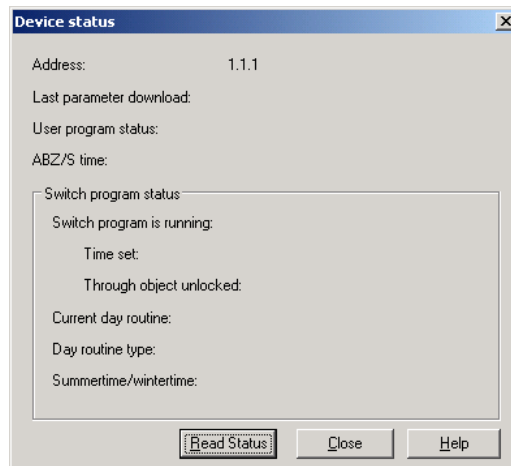 Device status
Address: 1.1.1
Last parameter download:
User program status:
ABZ/S time:
Switch program status
Switch program is running:
Time set:
Through object unlocked:
Current day routine:
Day routine type:
Summertime/wintertime:
Read Status Close Help